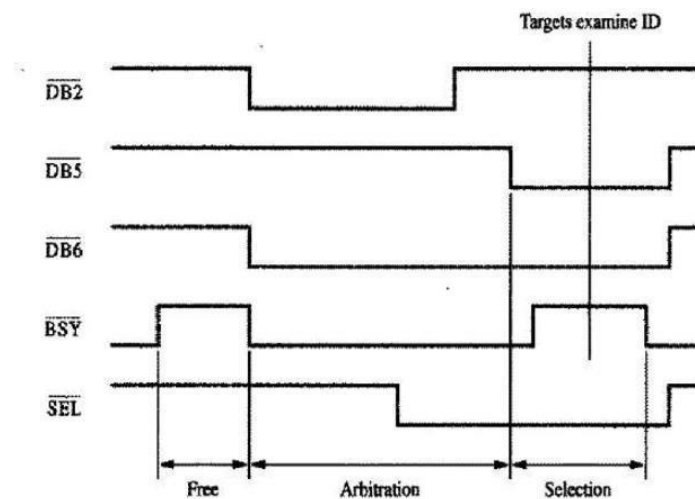 Targets examine ID
DB2
DB5
DB6
BSY
SEL
Free
Arbitration
Selection